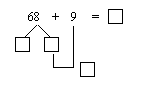 68 + 9 =